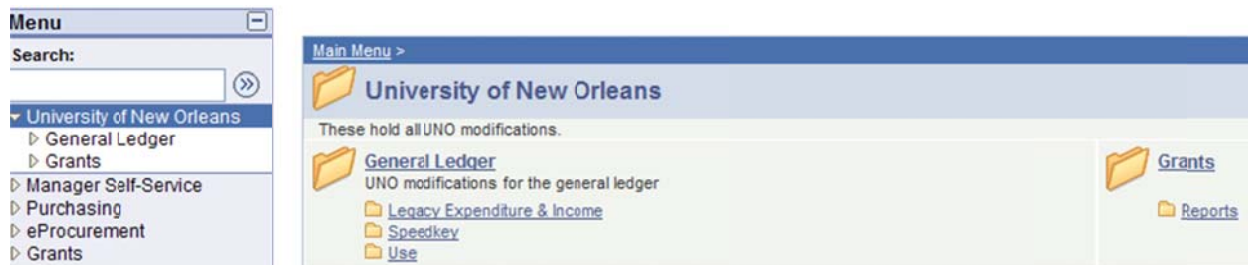 Menu
Search:
University of New Orleans
General Ledger
Grants
Manager Self-Service
Purchasing
eProcurement
Grants
Main Menu >
University of New Orleans
These hold all UNO modifications.
General Ledger
UNO modifications for the general ledger
Legacy Expenditure & Income
Speedkey
Use
Grants
Reports